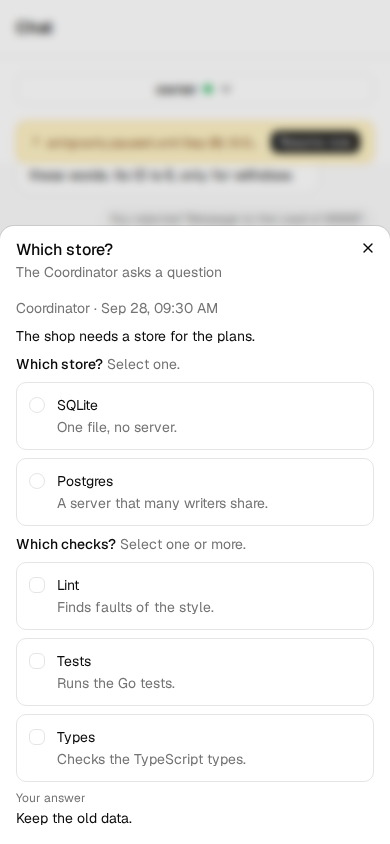 Chat
Which store?
The Coordinator asks a question
Coordinator · Sep 28, 09:30 AM
The shop needs a store for the plans.
Which store? Select one.
SQLite
One file, no server.
Postgres
A server that many writers share.
Which checks? Select one or more.
Lint
Finds faults of the style.
Tests
Runs the Go tests.
Types
Checks the TypeScript types.
Your answer
Keep the old data.